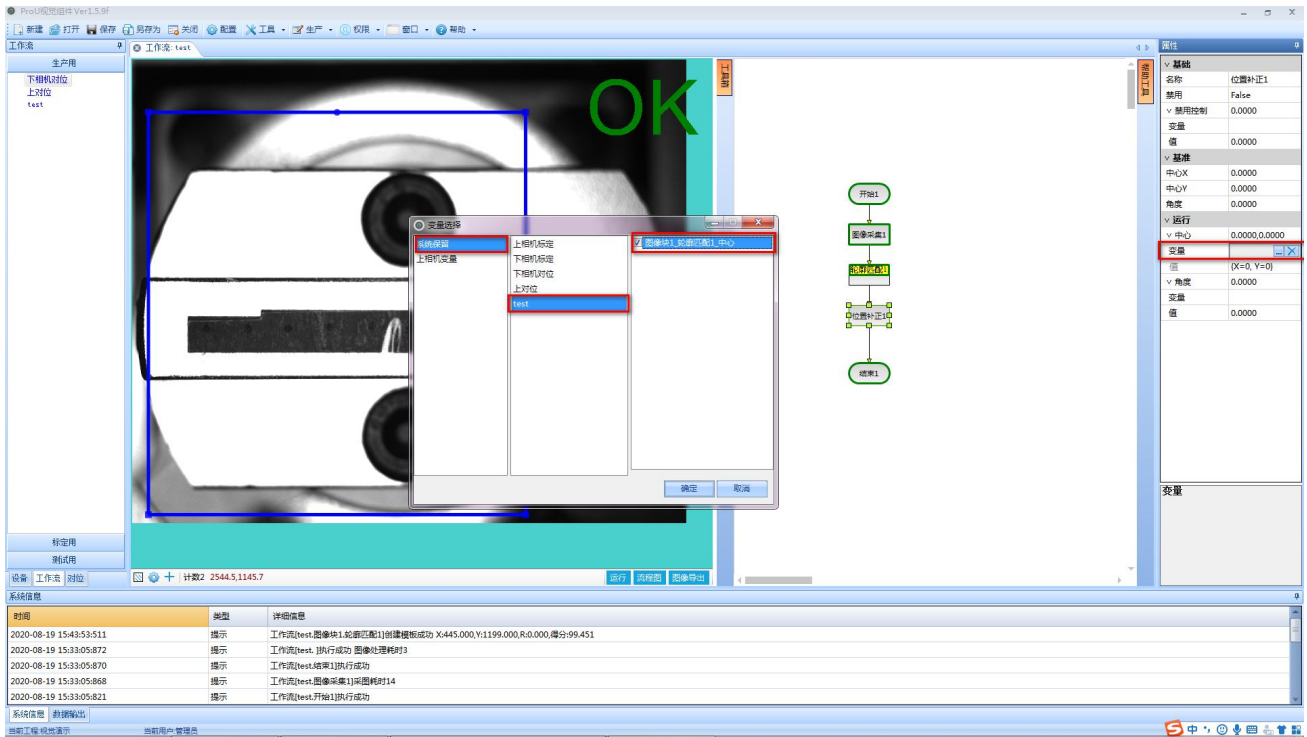 ProU视觉组件 Ver1.5.9f
新建 打开 保存 另存为 关闭 配置 工具 生产 权限 窗口 帮助
工作流
生产用
下相机对位
上对位
test
标定用
测试用
设备 工作流 对位
工作流: test
OK
计数2 2544.5,1145.7
运行 流程图 图像导出
工具箱
帮助工具
开始1
图像采集1
轮廓匹配1
位置补正1
结束1
变量选择
系统保留
上相机变量
上相机标定
下相机标定
下相机对位
上对位
test
图像块1_轮廓匹配1_中心
确定 取消
属性
基础
名称 位置补正1
禁用 False
禁用控制 0.0000
变量
值 0.0000
基准
中心X 0.0000
中心Y 0.0000
角度 0.0000
运行
中心 0.0000,0.0000
变量 ...
值 {X=0, Y=0}
角度 0.0000
变量
值 0.0000
变量
系统信息
时间 类型 详细信息
2020-08-19 15:43:53:511 提示 工作流[test.图像块1.轮廓匹配1]创建模板成功 X:445.000,Y:1199.000,R:0.000,得分:99.451
2020-08-19 15:33:05:872 提示 工作流[test. ]执行成功 图像处理耗时3
2020-08-19 15:33:05:870 提示 工作流[test.结束1]执行成功
2020-08-19 15:33:05:868 提示 工作流[test.图像采集1]采图耗时14
2020-08-19 15:33:05:821 提示 工作流[test.开始1]执行成功
系统信息 数据输出
当前工程:视觉演示 当前用户:管理员
中